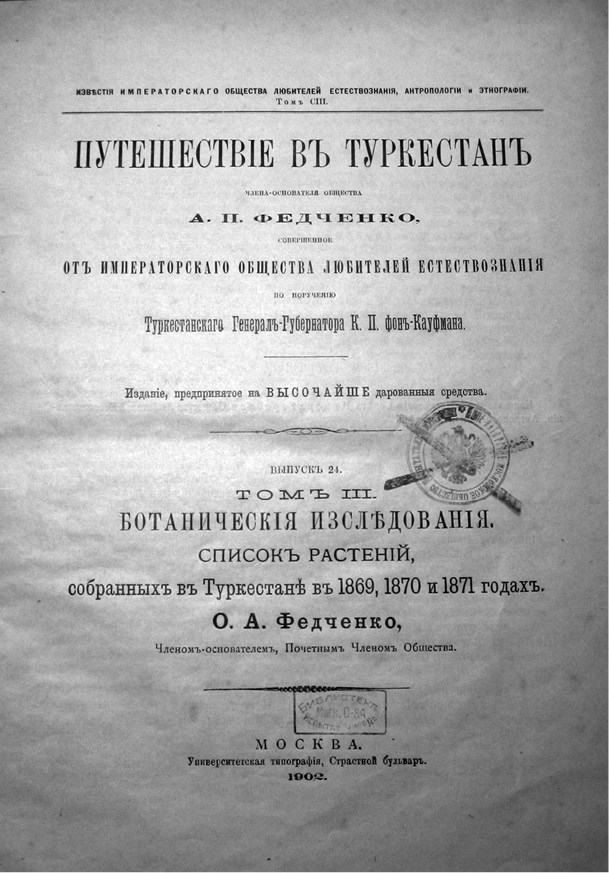 ИЗВѢСТІЯ ИМПЕРАТОРСКАГО ОБЩЕСТВА ЛЮБИТЕЛЕЙ ЕСТЕСТВОЗНАНІЯ, АНТРОПОЛОГІИ и ЭТНОГРАФІИ.
Томъ CIII.
ПУТЕШЕСТВІЕ ВЪ ТУРКЕСТАНЪ
ЧЛЕНА-ОСНОВАТЕЛЯ ОБЩЕСТВА
А. П. ФЕДЧЕНКО,
СОВЕРШЕННОЕ
ОТЪ ИМПЕРАТОРСКАГО ОБЩЕСТВА ЛЮБИТЕЛЕЙ ЕСТЕСТВОЗНАНІЯ
ПО ПОРУЧЕНІЮ
Туркестанскаго Генералъ-Губернатора К. П. фонъ-Кауфмана.
Изданіе, предпринятое на ВЫСОЧАЙШЕ дарованныя средства.
ВЫПУСКЪ 24.
ТОМЪ III.
БОТАНИЧЕСКІЯ ИЗСЛѢДОВАНІЯ.
СПИСОКЪ РАСТЕНІЙ,
собранныхъ въ Туркестанѣ въ 1869, 1870 и 1871 годахъ.
О. А. Федченко,
Членомъ-основателемъ, Почетнымъ Членомъ Общества.
БИБЛИОТЕКА
МОСКВА.
Университетская типографія, Страстной бульваръ.
1902.